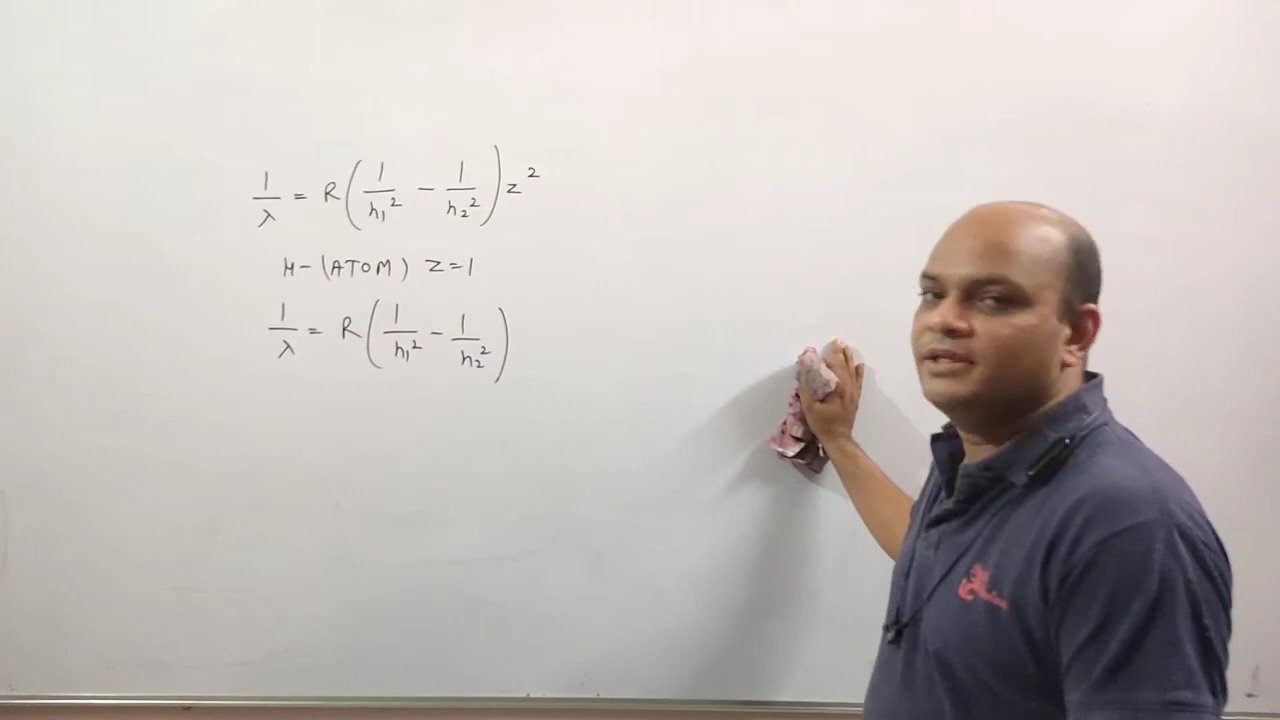 1/λ = R(1/n₁² - 1/n₂²)z²
H-(ATOM) Z=1
1/λ = R(1/n₁² - 1/n₂²)